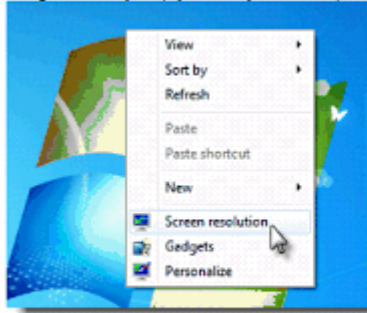 View
Sort by
Refresh
Paste
Paste shortcut
New
Screen resolution
Gadgets
Personalize